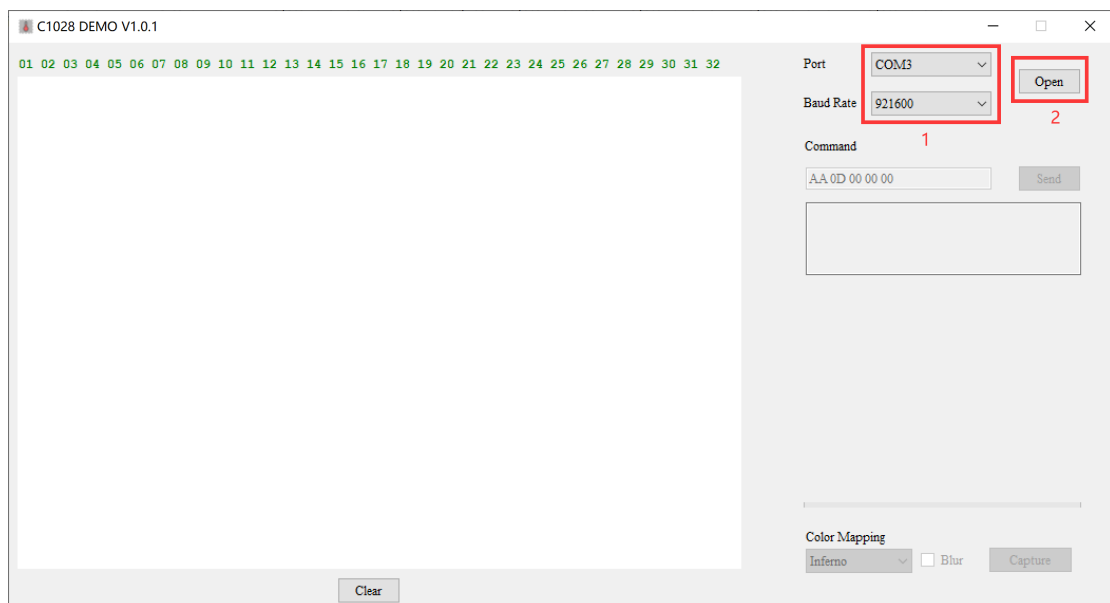 C1028 DEMO V1.0.1
01 02 03 04 05 06 07 08 09 10 11 12 13 14 15 16 17 18 19 20 21 22 23 24 25 26 27 28 29 30 31 32
Port
COM3
Open
Baud Rate
921600
2
1
Command
AA 0D 00 00 00
Send
Color Mapping
Inferno
Blur
Capture
Clear